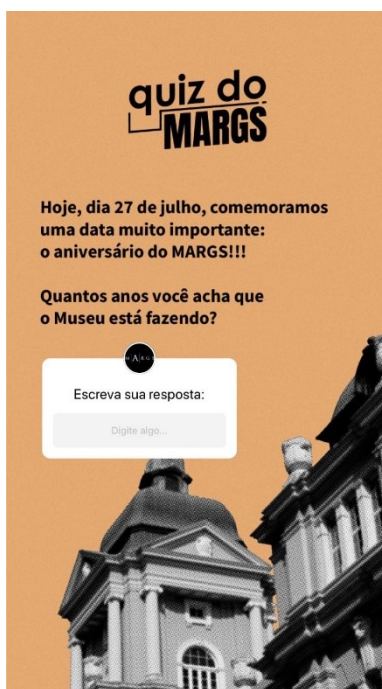 quiz do
MARGS
Hoje, dia 27 de julho, comemoramos
uma data muito importante:
o aniversário do MARGS!!!
Quantos anos você acha que
o Museu está fazendo?
MARGS
Escreva sua resposta:
Digite algo...